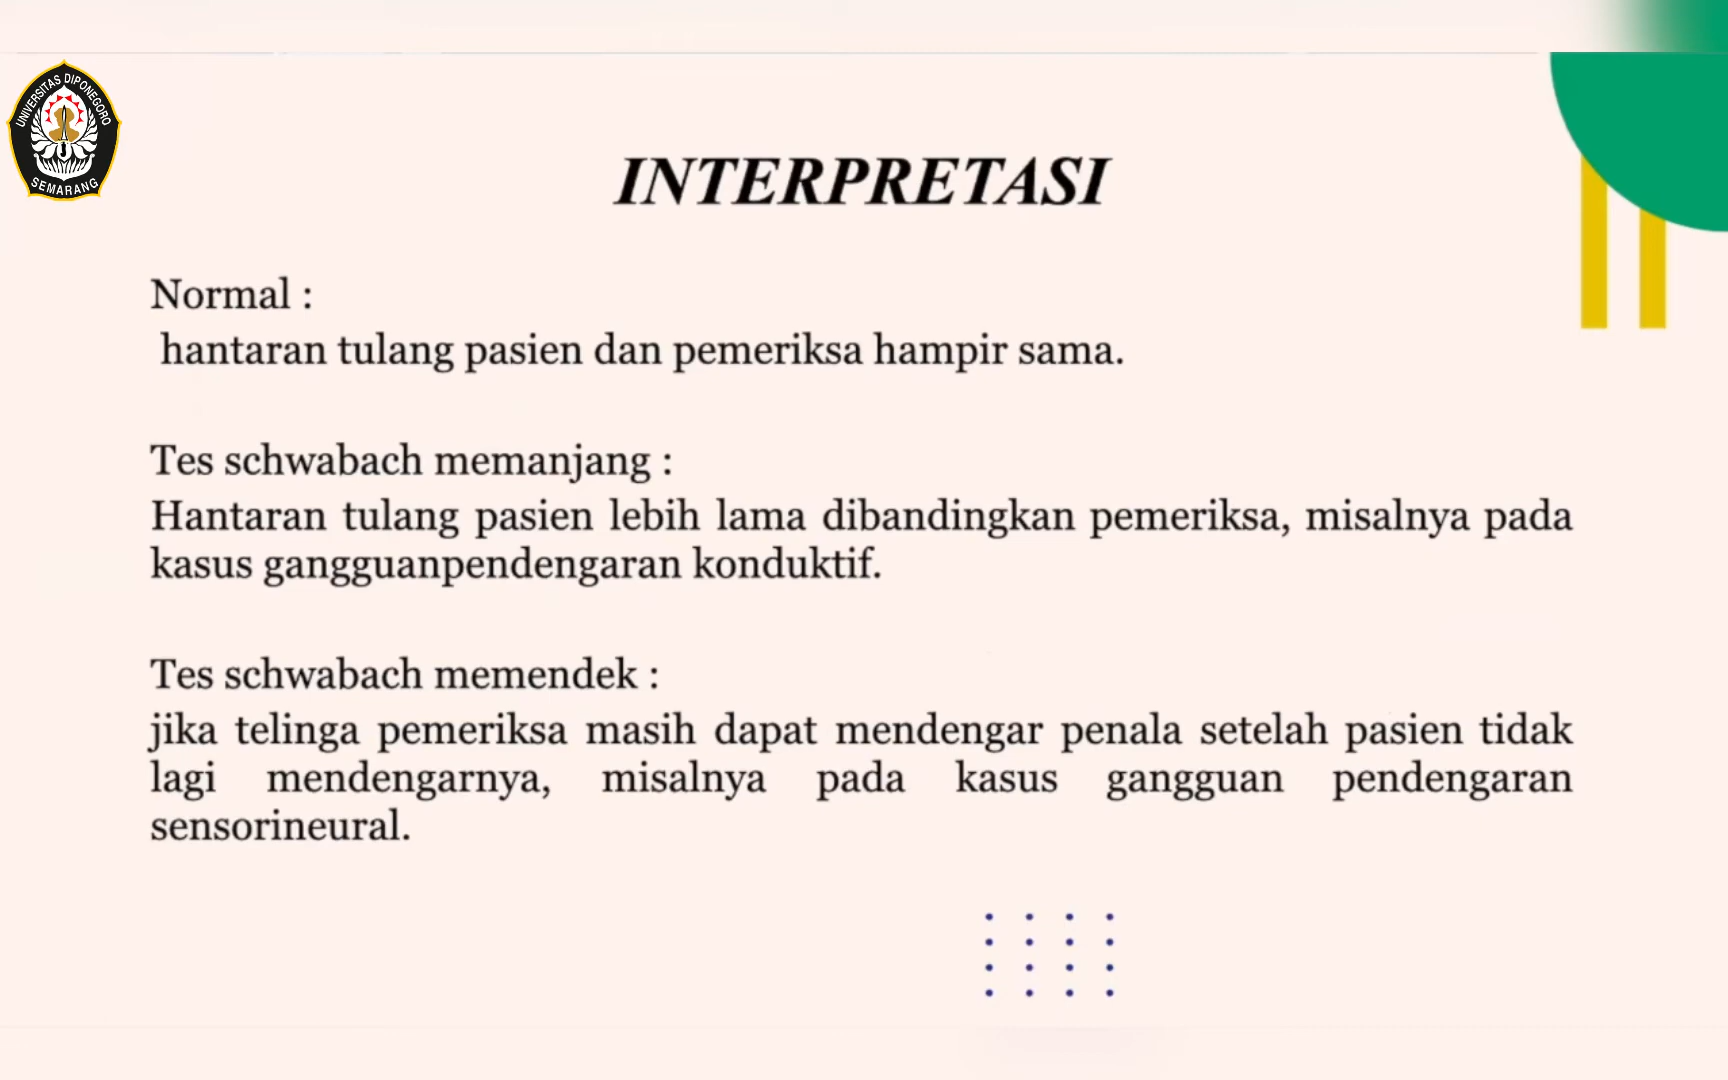 UNIVERSITAS DIPONEGORO
SEMARANG
INTERPRETASI
Normal :
hantaran tulang pasien dan pemeriksa hampir sama.
Tes schwabach memanjang :
Hantaran tulang pasien lebih lama dibandingkan pemeriksa, misalnya pada
kasus gangguanpendengaran konduktif.
Tes schwabach memendek :
jika telinga pemeriksa masih dapat mendengar penala setelah pasien tidak
lagi mendengarnya, misalnya pada kasus gangguan pendengaran
sensorineural.